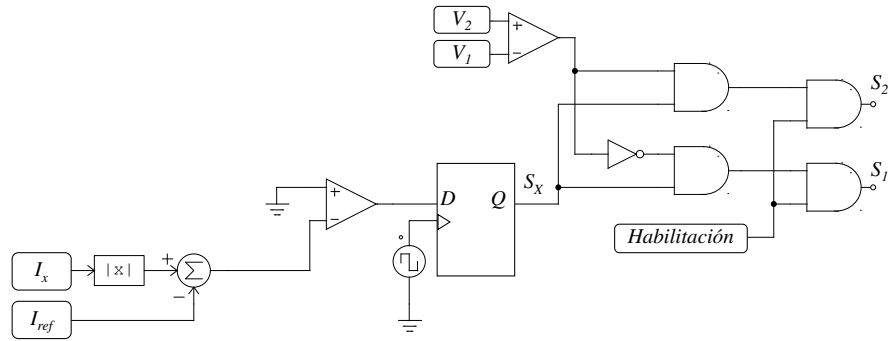 V2
V1
+
−
S2
S1
+
−
D
Q
SX
Habilitación
Ix
|x|
+
Σ
−
Iref